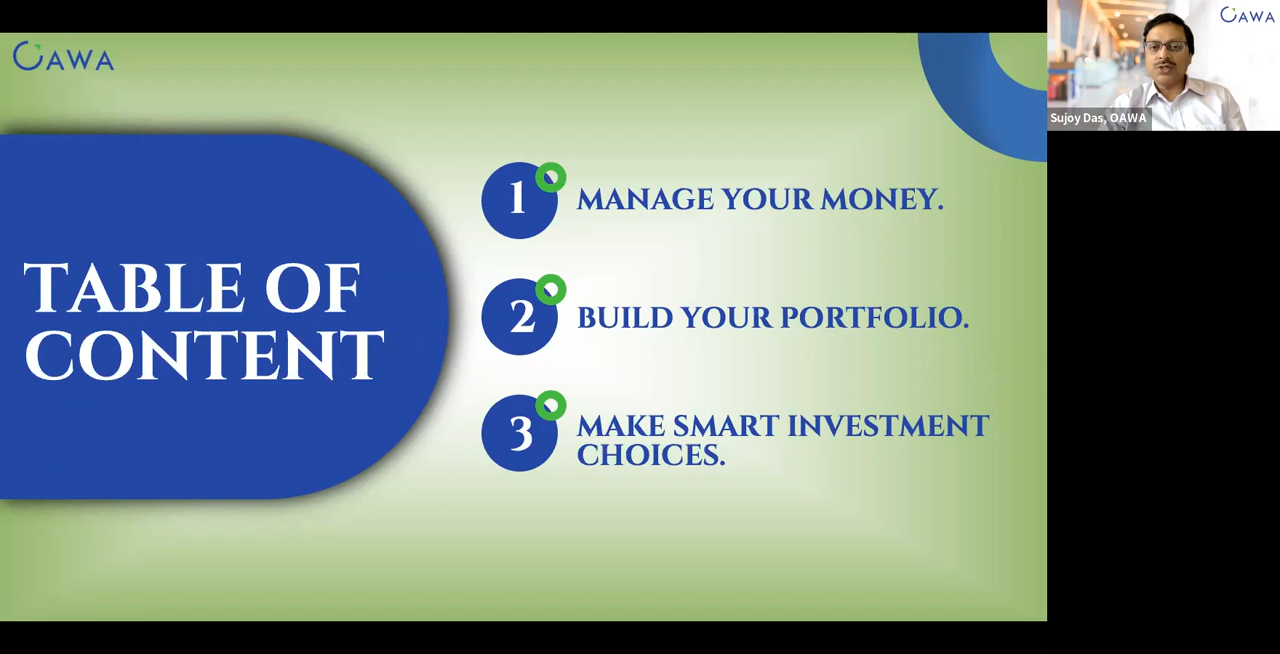 OAWA
TABLE OF
CONTENT
1
MANAGE YOUR MONEY.
2
BUILD YOUR PORTFOLIO.
3
MAKE SMART INVESTMENT
CHOICES.
OAWA
Sujoy Das, OAWA